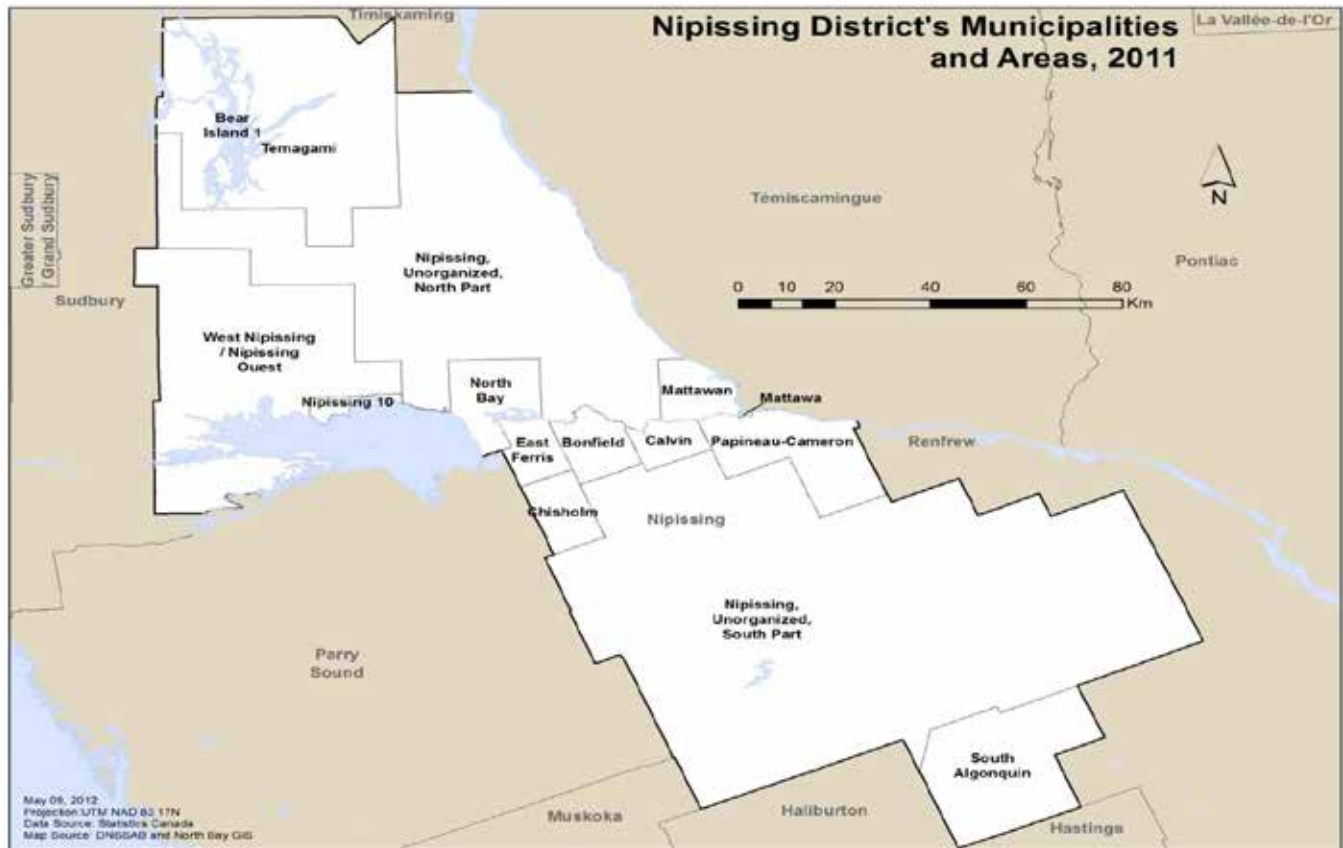 Timiskaming
Nipissing District's Municipalities
and Areas, 2011
La Vallée-de-l'Or
Bear
Island 1
Temagami
Greater Sudbury
/ Grand Sudbury
Témiscamingue
N
Nipissing,
Unorganized,
North Part
Pontiac
Sudbury
0 10 20 40 60 80
Km
West Nipissing
/ Nipissing
Ouest
Nipissing 10
North
Bay
Mattawan
Mattawa
East
Ferris
Bonfield
Calvin
Papineau-Cameron
Renfrew
Chisholm
Nipissing
Nipissing,
Unorganized,
South Part
Parry
Sound
South
Algonquin
Muskoka
Haliburton
Hastings
May 09, 2012
Projection:UTM NAD 83 17N
Data Source: Statistics Canada
Map Source: DNSSAB and North Bay GIS